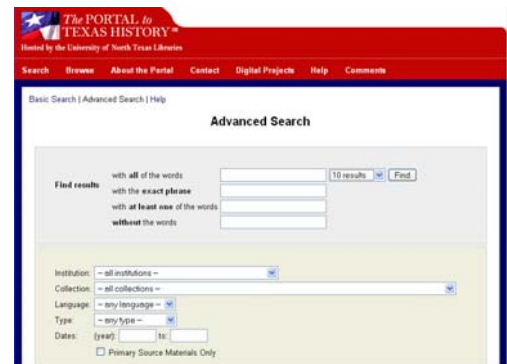 The PORTAL to
TEXAS HISTORY™
Hosted by the University of North Texas Libraries
Search Browse About the Portal Contact Digital Projects Help Comments
Basic Search | Advanced Search | Help
Advanced Search
Find results
with all of the words 10 results Find
with the exact phrase
with at least one of the words
without the words
Institution: -- all institutions --
Collection: -- all collections --
Language: -- any language --
Type: -- any type --
Dates: (year): to:
Primary Source Materials Only